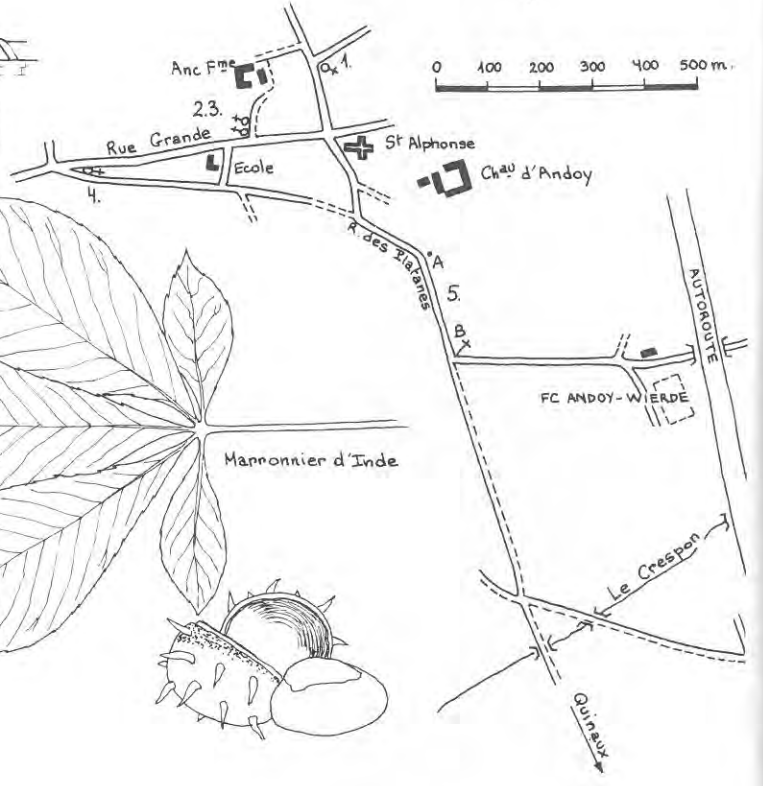 Anc Fme
1.
0 100 200 300 400 500 m.
2.3.
Rue Grande
St Alphonse
Ecole
Chau d'Andoy
4.
R. des Platanes
A
5.
B
AUTOROUTE
FC ANDOY-WIERDE
Marronnier d'Inde
Le Crespon
Quinaux